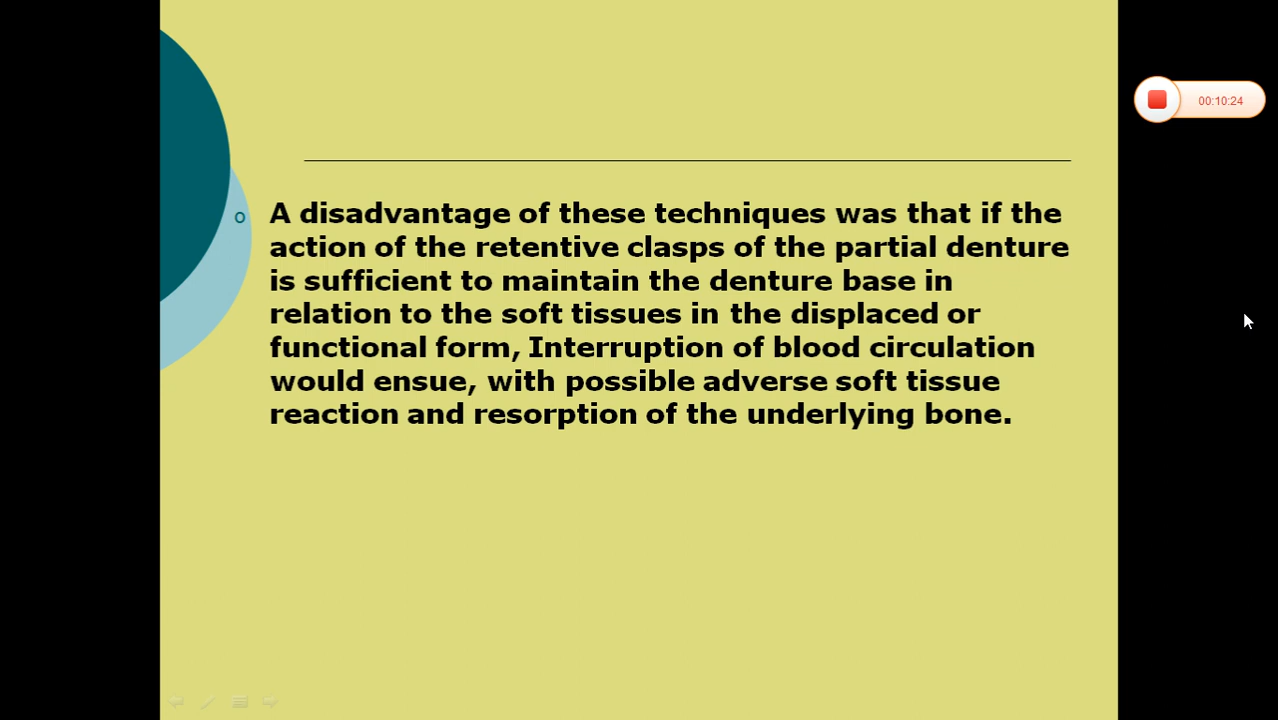 00:10:24
A disadvantage of these techniques was that if the
action of the retentive clasps of the partial denture
is sufficient to maintain the denture base in
relation to the soft tissues in the displaced or
functional form, Interruption of blood circulation
would ensue, with possible adverse soft tissue
reaction and resorption of the underlying bone.